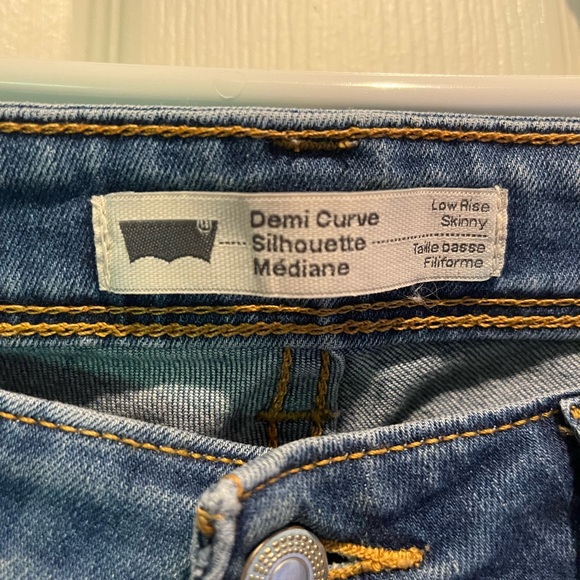 Demi Curve
Silhouette
Médiane
Low Rise
Skinny
Taille basse
Filiforme